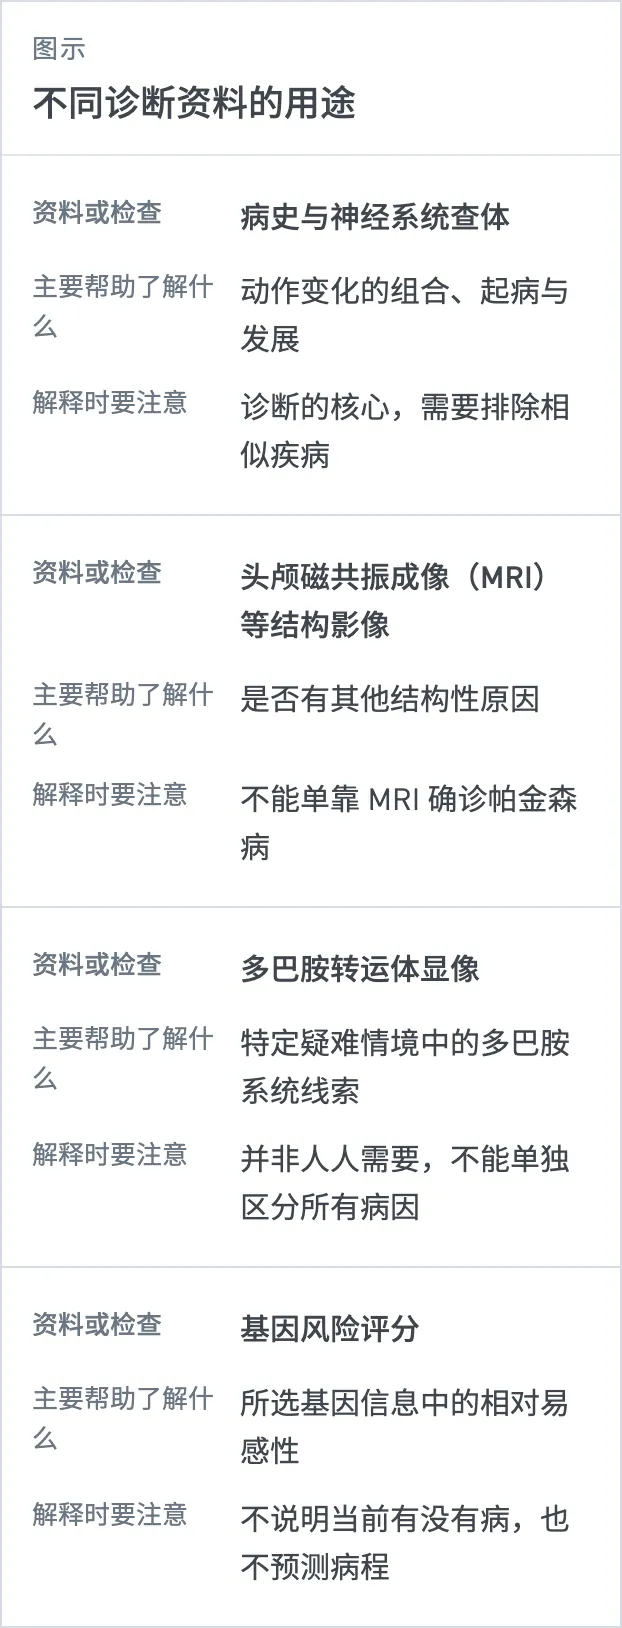 图示
不同诊断资料的用途
资料或检查
病史与神经系统查体
主要帮助了解什
么
动作变化的组合、起病与
发展
解释时要注意
诊断的核心，需要排除相
似疾病
资料或检查
头颅磁共振成像（MRI）
等结构影像
主要帮助了解什
么
是否有其他结构性原因
解释时要注意
不能单靠 MRI 确诊帕金森
病
资料或检查
多巴胺转运体显像
主要帮助了解什
么
特定疑难情境中的多巴胺
系统线索
解释时要注意
并非人人需要，不能单独
区分所有病因
资料或检查
基因风险评分
主要帮助了解什
么
所选基因信息中的相对易
感性
解释时要注意
不说明当前有没有病，也
不预测病程